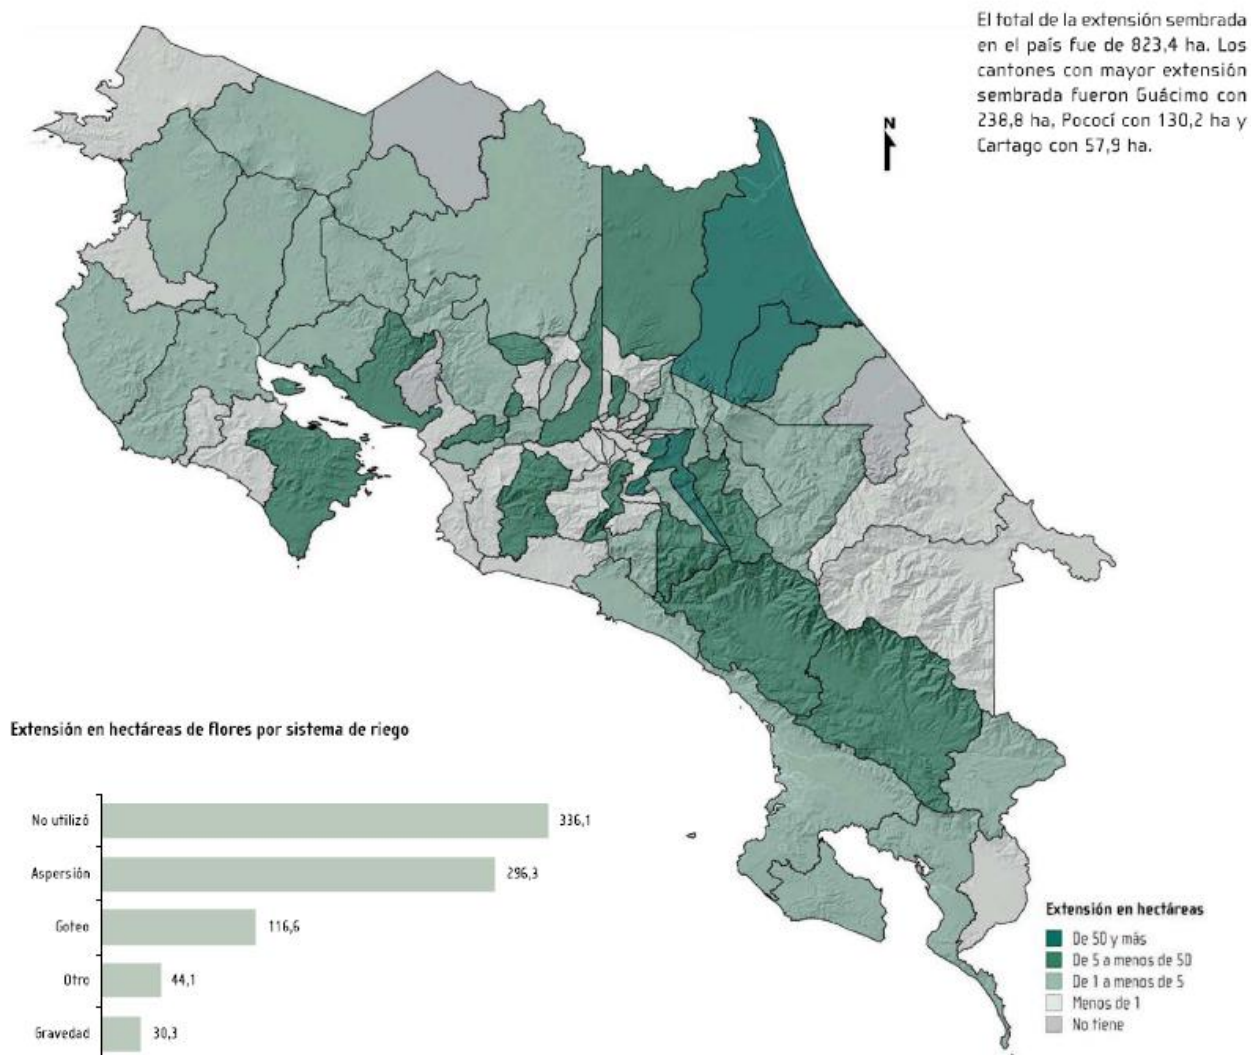 El total de la extensión sembrada
en el país fue de 823,4 ha. Los
cantones con mayor extensión
sembrada fueron Guácimo con
238,8 ha, Pococí con 130,2 ha y
Cartago con 57,9 ha.
N
Extensión en hectáreas de flores por sistema de riego
No utilizó 336,1
Aspersión 296,3
Goteo 116,6
Otro 44,1
Gravedad 30,3
Extensión en hectáreas
De 50 y más
De 5 a menos de 50
De 1 a menos de 5
Menos de 1
No tiene